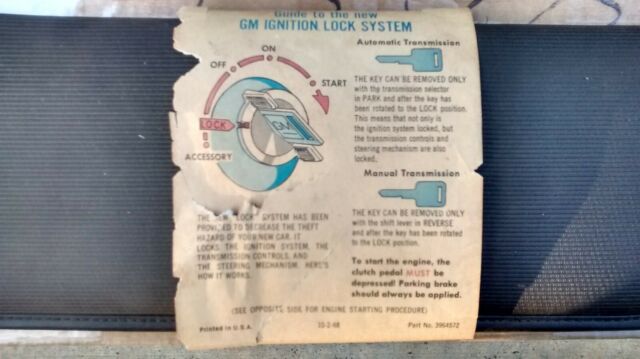 Guide to the new
GM IGNITION LOCK SYSTEM
ON
OFF
START
LOCK
ACCESSORY
GM
THE NEW "LOCK" SYSTEM HAS BEEN
PROVIDED TO DECREASE THE THEFT
HAZARD OF YOUR NEW CAR. IT
LOCKS THE IGNITION SYSTEM, THE
TRANSMISSION CONTROLS, AND
THE STEERING MECHANISM. HERE'S
HOW IT WORKS.
Automatic Transmission
THE KEY CAN BE REMOVED ONLY
with the transmission selector
in PARK and after the key has
been rotated to the LOCK position.
This means that not only is
the ignition system locked, but
the transmission controls and
steering mechanism are also
locked.
Manual Transmission
THE KEY CAN BE REMOVED ONLY
with the shift lever in REVERSE
and after the key has been rotated
to the LOCK position.
To start the engine, the
clutch pedal MUST be
depressed! Parking brake
should always be applied.
(SEE OPPOSITE SIDE FOR ENGINE STARTING PROCEDURE)
Printed in U.S.A. 10-2-68 Part No. 3964572